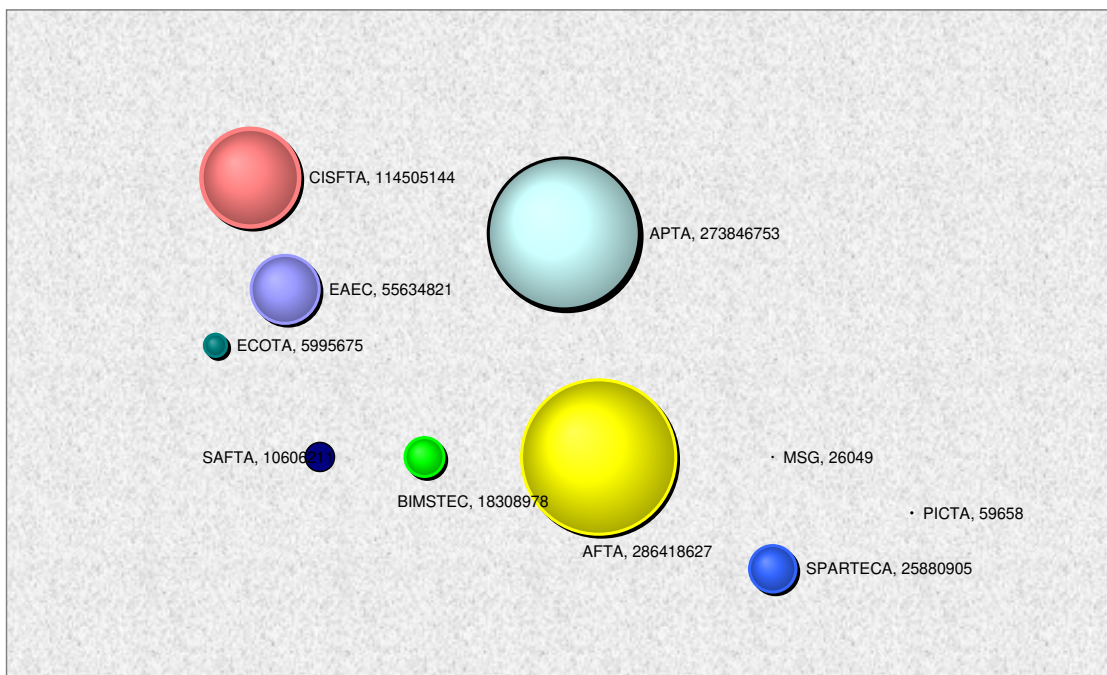 CISFTA, 114505144
APTA, 273846753
EAEC, 55634821
ECOTA, 5995675
SAFTA, 10606211
MSG, 26049
BIMSTEC, 18308978
PICTA, 59658
AFTA, 286418627
SPARTECA, 25880905